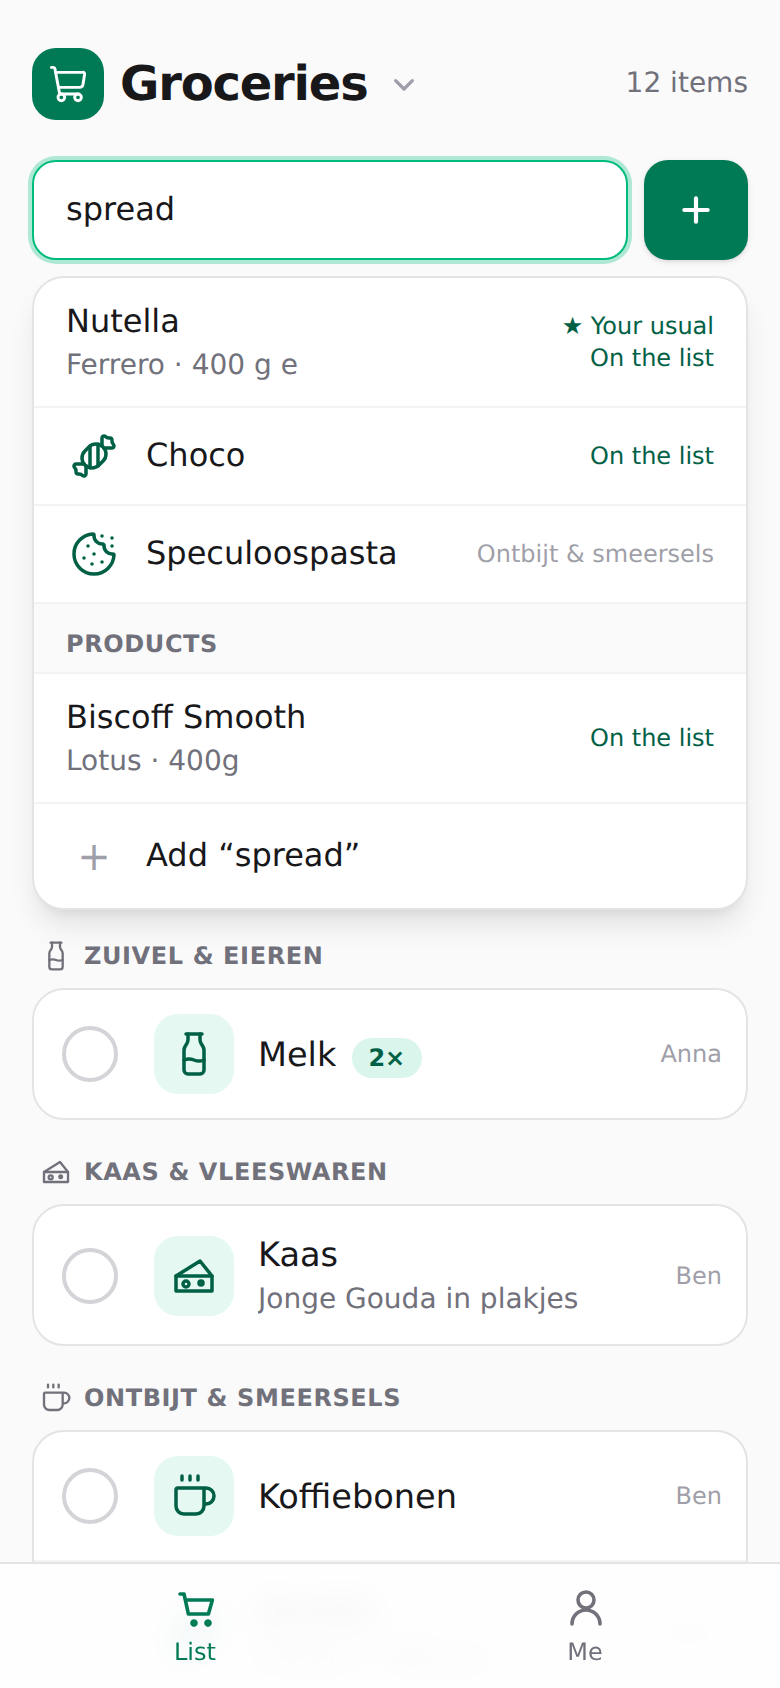 Groceries
12 items
spread
+
Nutella
★ Your usual
Ferrero · 400 g e
On the list
Choco
On the list
Speculoospasta
Ontbijt & smeersels
PRODUCTS
Biscoff Smooth
Lotus · 400g
On the list
+ Add “spread”
ZUIVEL & EIEREN
Melk 2×
Anna
KAAS & VLEESWAREN
Kaas
Jonge Gouda in plakjes
Ben
ONTBIJT & SMEERSELS
Koffiebonen
Ben
List
Me